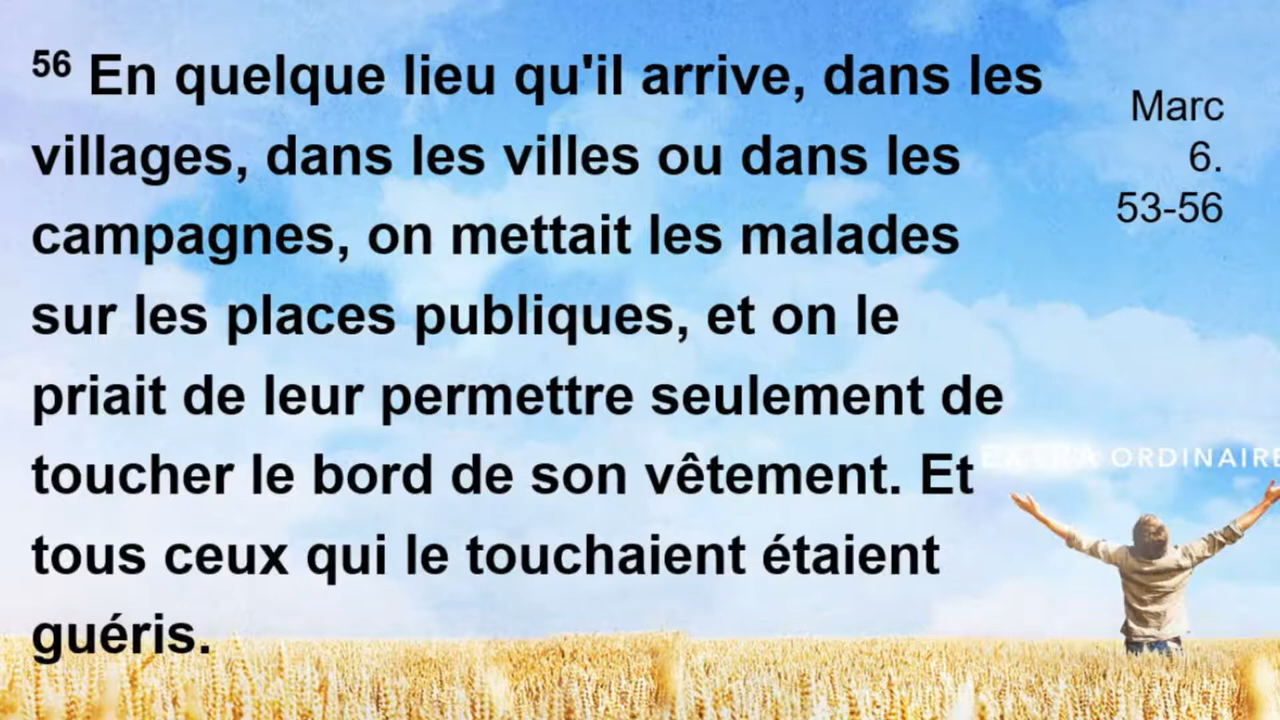 56 En quelque lieu qu'il arrive, dans les
villages, dans les villes ou dans les
campagnes, on mettait les malades
sur les places publiques, et on le
priait de leur permettre seulement de
toucher le bord de son vêtement. Et
tous ceux qui le touchaient étaient
guéris.
Marc
6.
53-56
ORDINAIRE